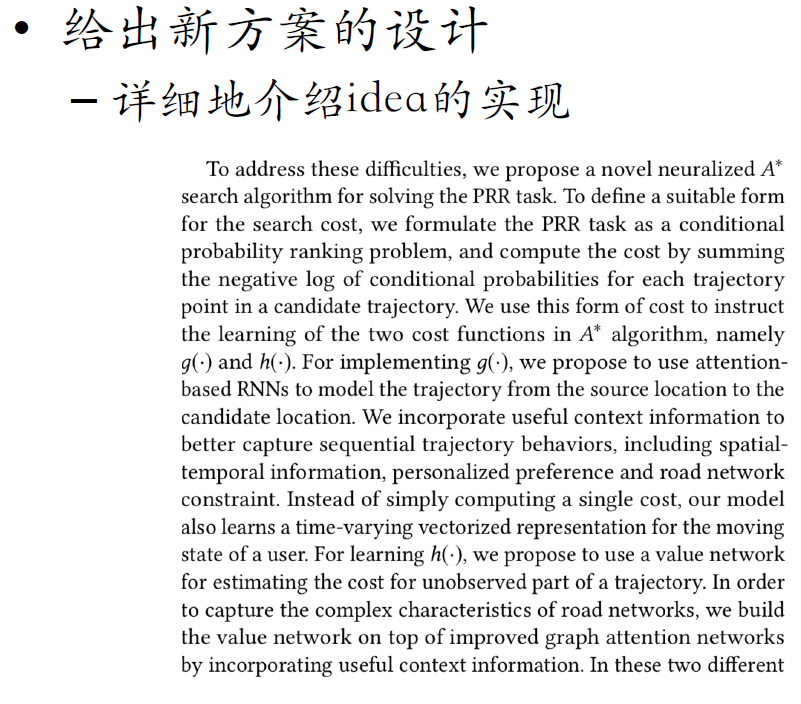 • 给出新方案的设计
– 详细地介绍idea的实现
To address these difficulties, we propose a novel neuralized A*
search algorithm for solving the PRR task. To define a suitable form
for the search cost, we formulate the PRR task as a conditional
probability ranking problem, and compute the cost by summing
the negative log of conditional probabilities for each trajectory
point in a candidate trajectory. We use this form of cost to instruct
the learning of the two cost functions in A* algorithm, namely
g(·) and h(·). For implementing g(·), we propose to use attention-
based RNNs to model the trajectory from the source location to the
candidate location. We incorporate useful context information to
better capture sequential trajectory behaviors, including spatial-
temporal information, personalized preference and road network
constraint. Instead of simply computing a single cost, our model
also learns a time-varying vectorized representation for the moving
state of a user. For learning h(·), we propose to use a value network
for estimating the cost for unobserved part of a trajectory. In order
to capture the complex characteristics of road networks, we build
the value network on top of improved graph attention networks
by incorporating useful context information. In these two different